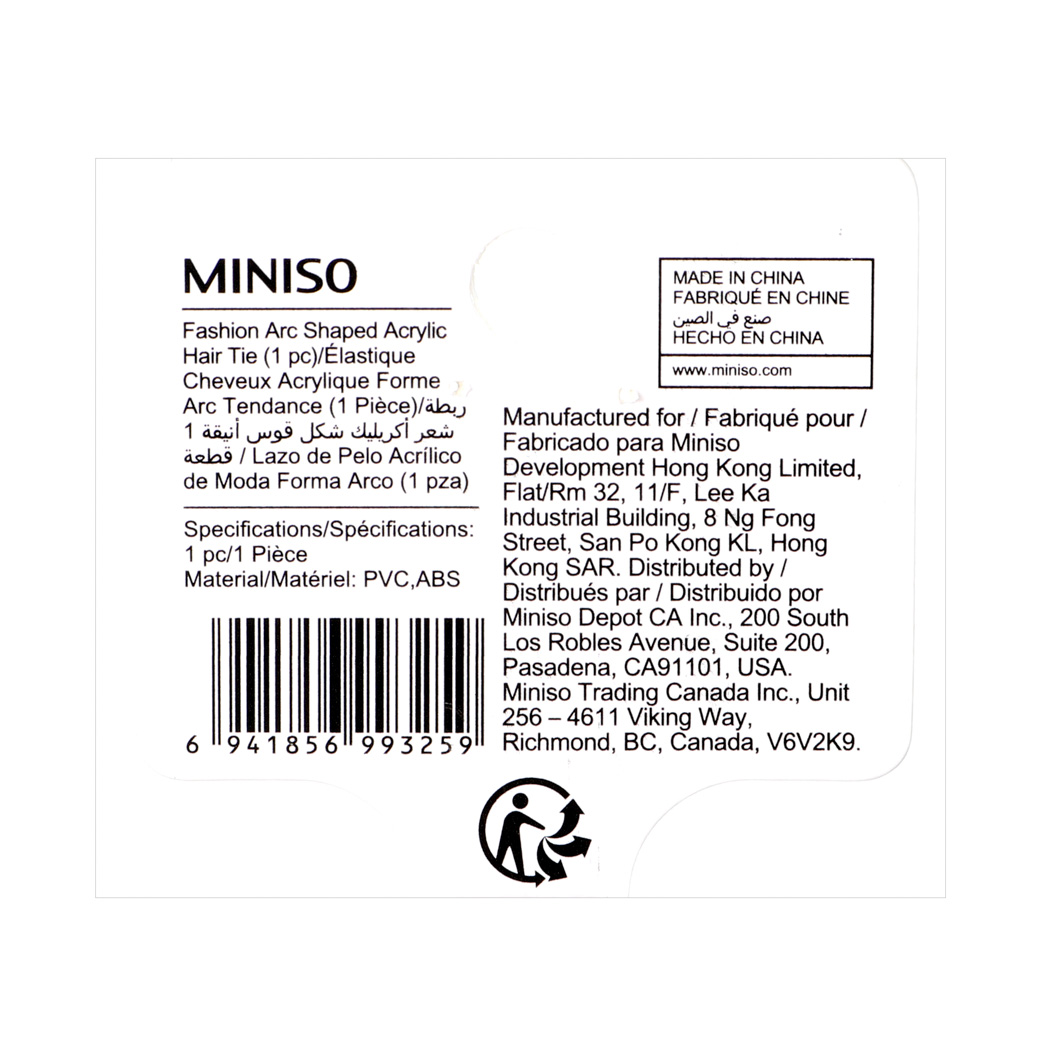 MINISO
Fashion Arc Shaped Acrylic
Hair Tie (1 pc)/Élastique
Cheveux Acrylique Forme
Arc Tendance (1 Pièce)/ربطة
شعر أكريليك شكل قوس أنيقة 1
قطعة / Lazo de Pelo Acrílico
de Moda Forma Arco (1 pza)
Specifications/Spécifications:
1 pc/1 Pièce
Material/Matériel: PVC,ABS
6 941856 993259
MADE IN CHINA
FABRIQUÉ EN CHINE
صنع في الصين
HECHO EN CHINA
www.miniso.com
Manufactured for / Fabriqué pour /
Fabricado para Miniso
Development Hong Kong Limited,
Flat/Rm 32, 11/F, Lee Ka
Industrial Building, 8 Ng Fong
Street, San Po Kong KL, Hong
Kong SAR. Distributed by /
Distribués par / Distribuido por
Miniso Depot CA Inc., 200 South
Los Robles Avenue, Suite 200,
Pasadena, CA91101, USA.
Miniso Trading Canada Inc., Unit
256 – 4611 Viking Way,
Richmond, BC, Canada, V6V2K9.